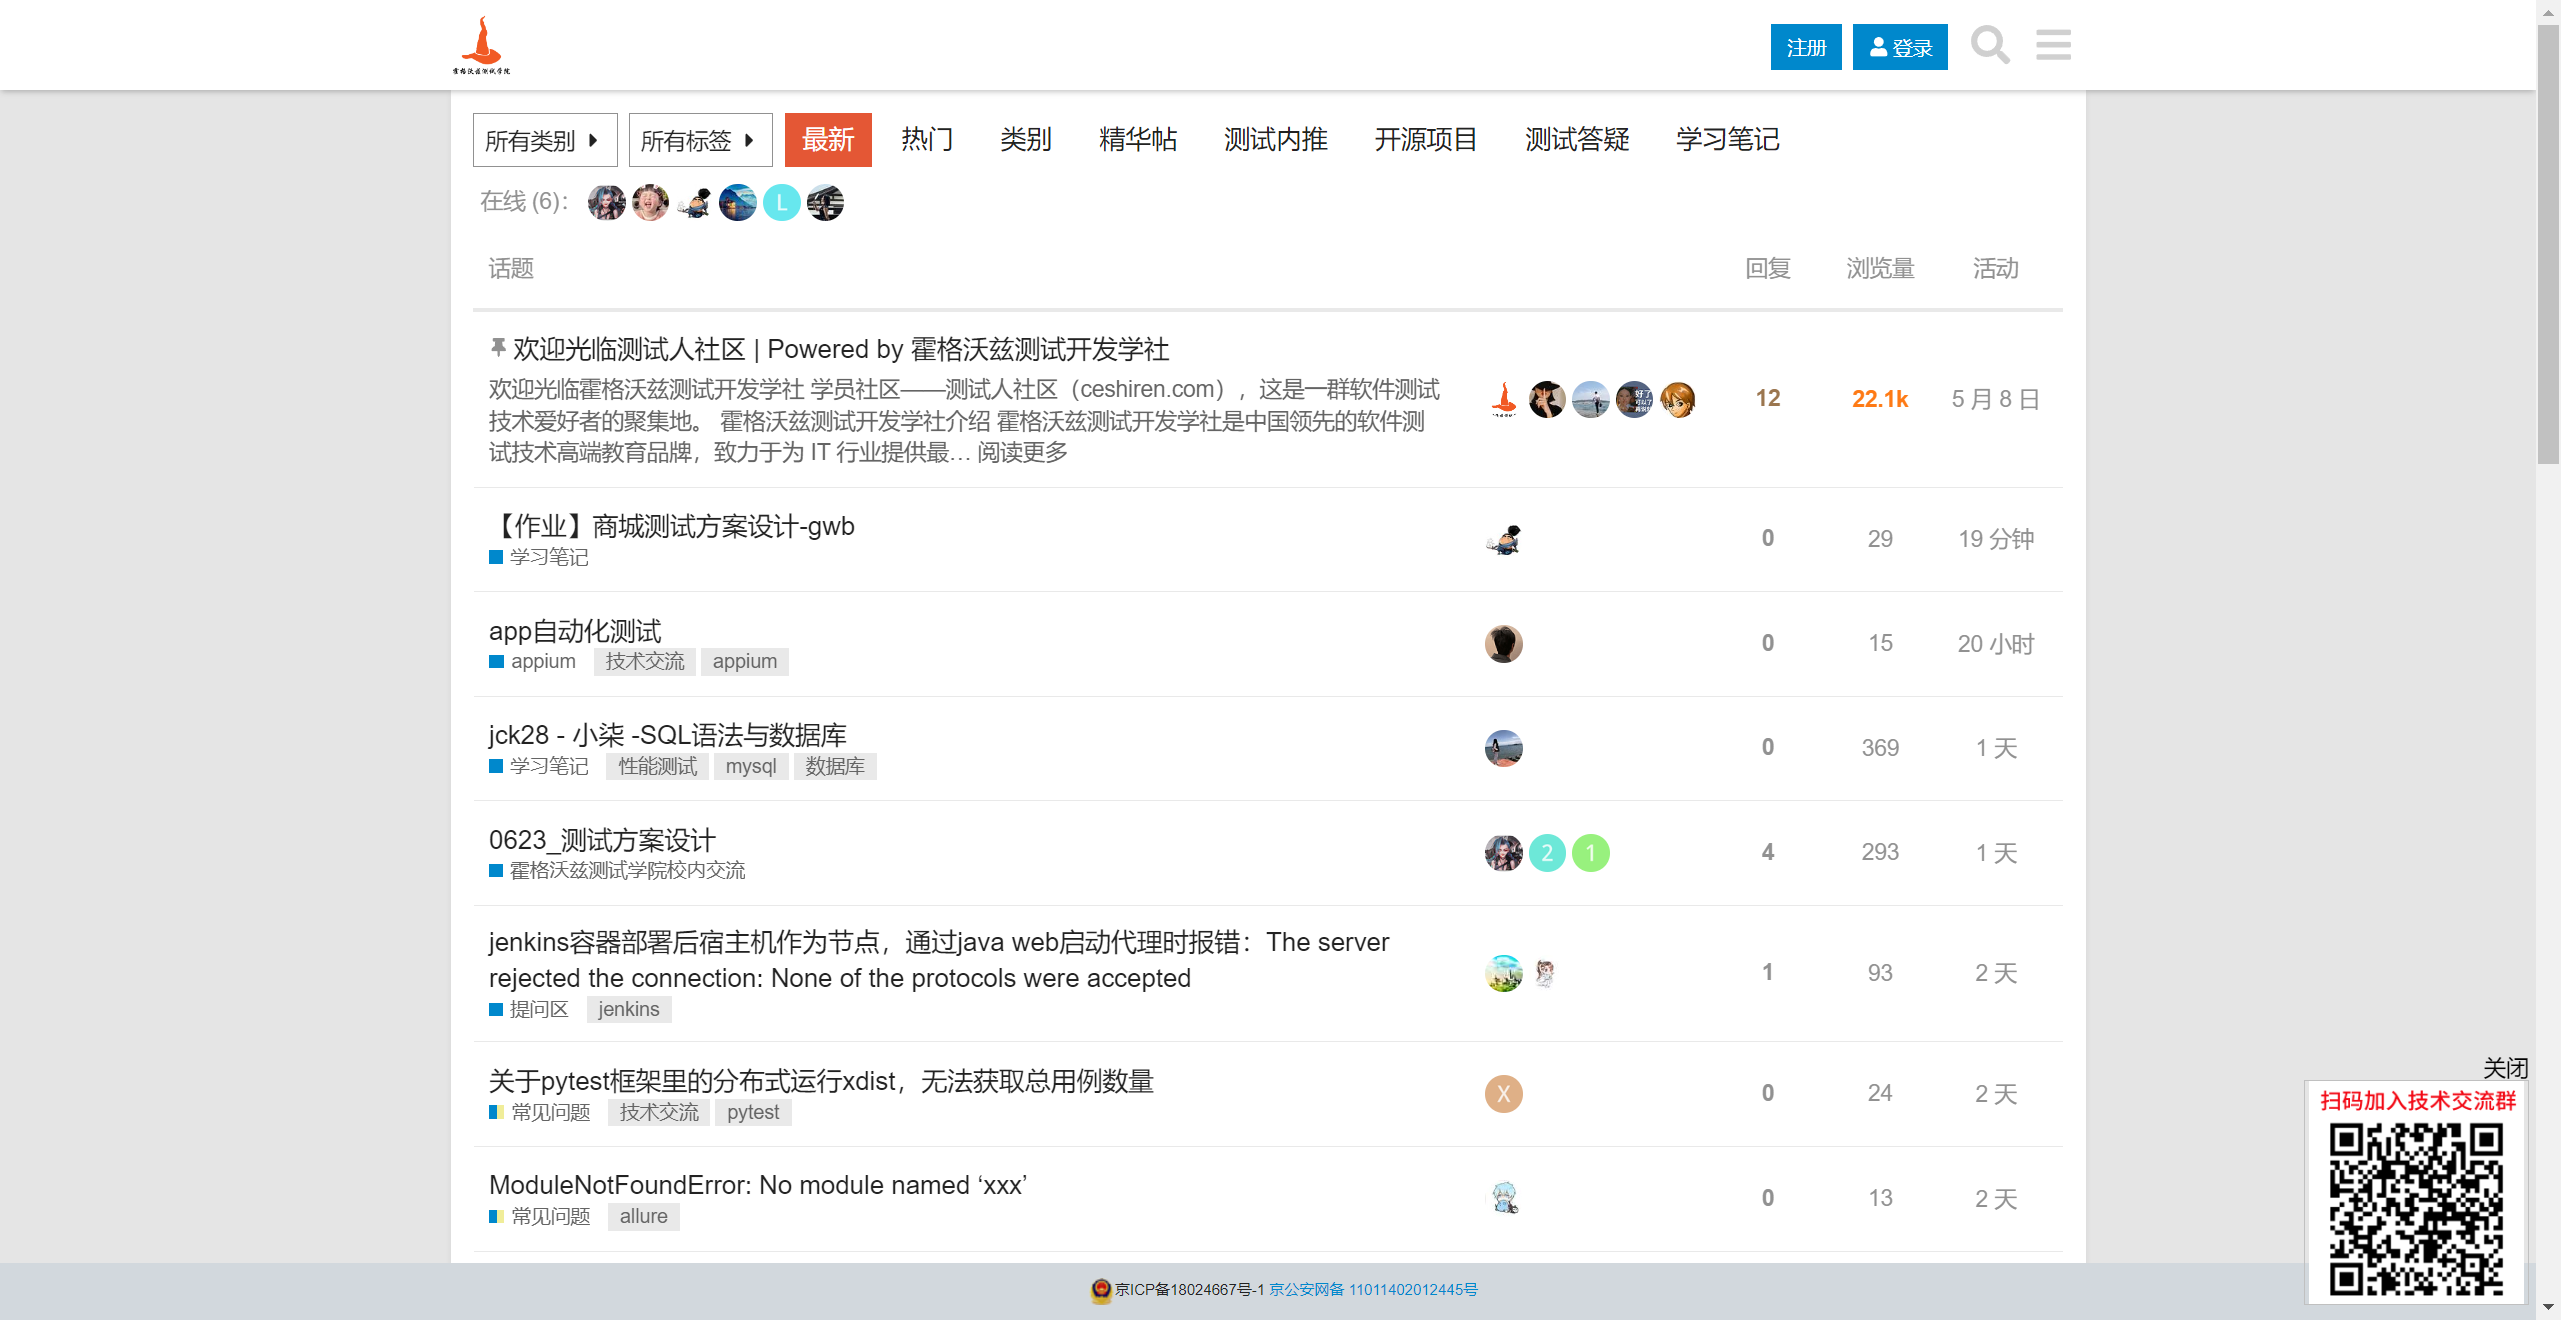 霍格沃兹测试学院
注册 登录
所有类别 所有标签 最新 热门 类别 精华帖 测试内推 开源项目 测试答疑 学习笔记
在线 (6)： L
话题 回复 浏览量 活动
欢迎光临测试人社区 | Powered by 霍格沃兹测试开发学社
欢迎光临霍格沃兹测试开发学社 学员社区——测试人社区（ceshiren.com），这是一群软件测试
技术爱好者的聚集地。 霍格沃兹测试开发学社介绍 霍格沃兹测试开发学社是中国领先的软件测
试技术高端教育品牌，致力于为 IT 行业提供最… 阅读更多
12 22.1k 5 月 8 日
【作业】商城测试方案设计-gwb
学习笔记
0 29 19 分钟
app自动化测试
appium 技术交流 appium
0 15 20 小时
jck28 - 小柒 -SQL语法与数据库
学习笔记 性能测试 mysql 数据库
0 369 1 天
0623_测试方案设计
霍格沃兹测试学院校内交流
2 1 4 293 1 天
jenkins容器部署后宿主机作为节点，通过java web启动代理时报错：The server
rejected the connection: None of the protocols were accepted
提问区 jenkins
1 93 2 天
关于pytest框架里的分布式运行xdist，无法获取总用例数量
常见问题 技术交流 pytest
X 0 24 2 天
ModuleNotFoundError: No module named ‘xxx’
常见问题 allure
0 13 2 天
关闭
扫码加入技术交流群
京ICP备18024667号-1 京公安网备 11011402012445号